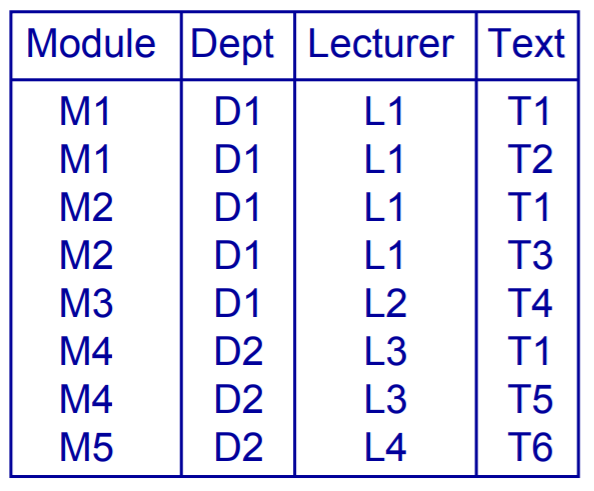 Module Dept Lecturer Text
M1 D1 L1 T1
M1 D1 L1 T2
M2 D1 L1 T1
M2 D1 L1 T3
M3 D1 L2 T4
M4 D2 L3 T1
M4 D2 L3 T5
M5 D2 L4 T6